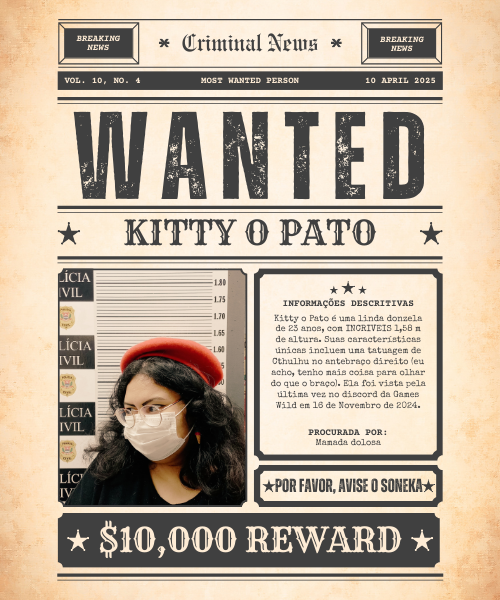 BREAKING
NEWS
Criminal News
BREAKING
NEWS
VOL. 10, NO. 4
MOST WANTED PERSON
10 APRIL 2025
WANTED
KITTY O PATO
LÍCIA
IVIL
LÍCIA
IVIL
LÍCIA
IVIL
LÍCIA
IV
1.80
1.75
1.70
1.65
1.60
INFORMAÇÕES DESCRITIVAS
Kitty o Pato é uma linda donzela
de 23 anos, com INCRIVEIS 1,58 m
de altura. Suas características
únicas incluem uma tatuagem de
Cthulhu no antebraço direito (eu
acho, tenho mais coisa para olhar
do que o braço). Ela foi vista pela
última vez no discord da Games
Wild em 16 de Novembro de 2024.
PROCURADA POR:
Mamada dolosa
POR FAVOR, AVISE O SONEKA
$10,000 REWARD